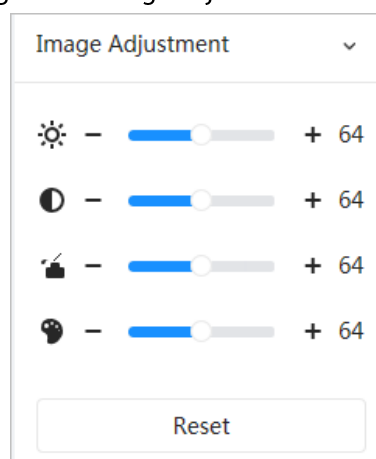 Image Adjustment
− + 64
− + 64
− + 64
− + 64
Reset